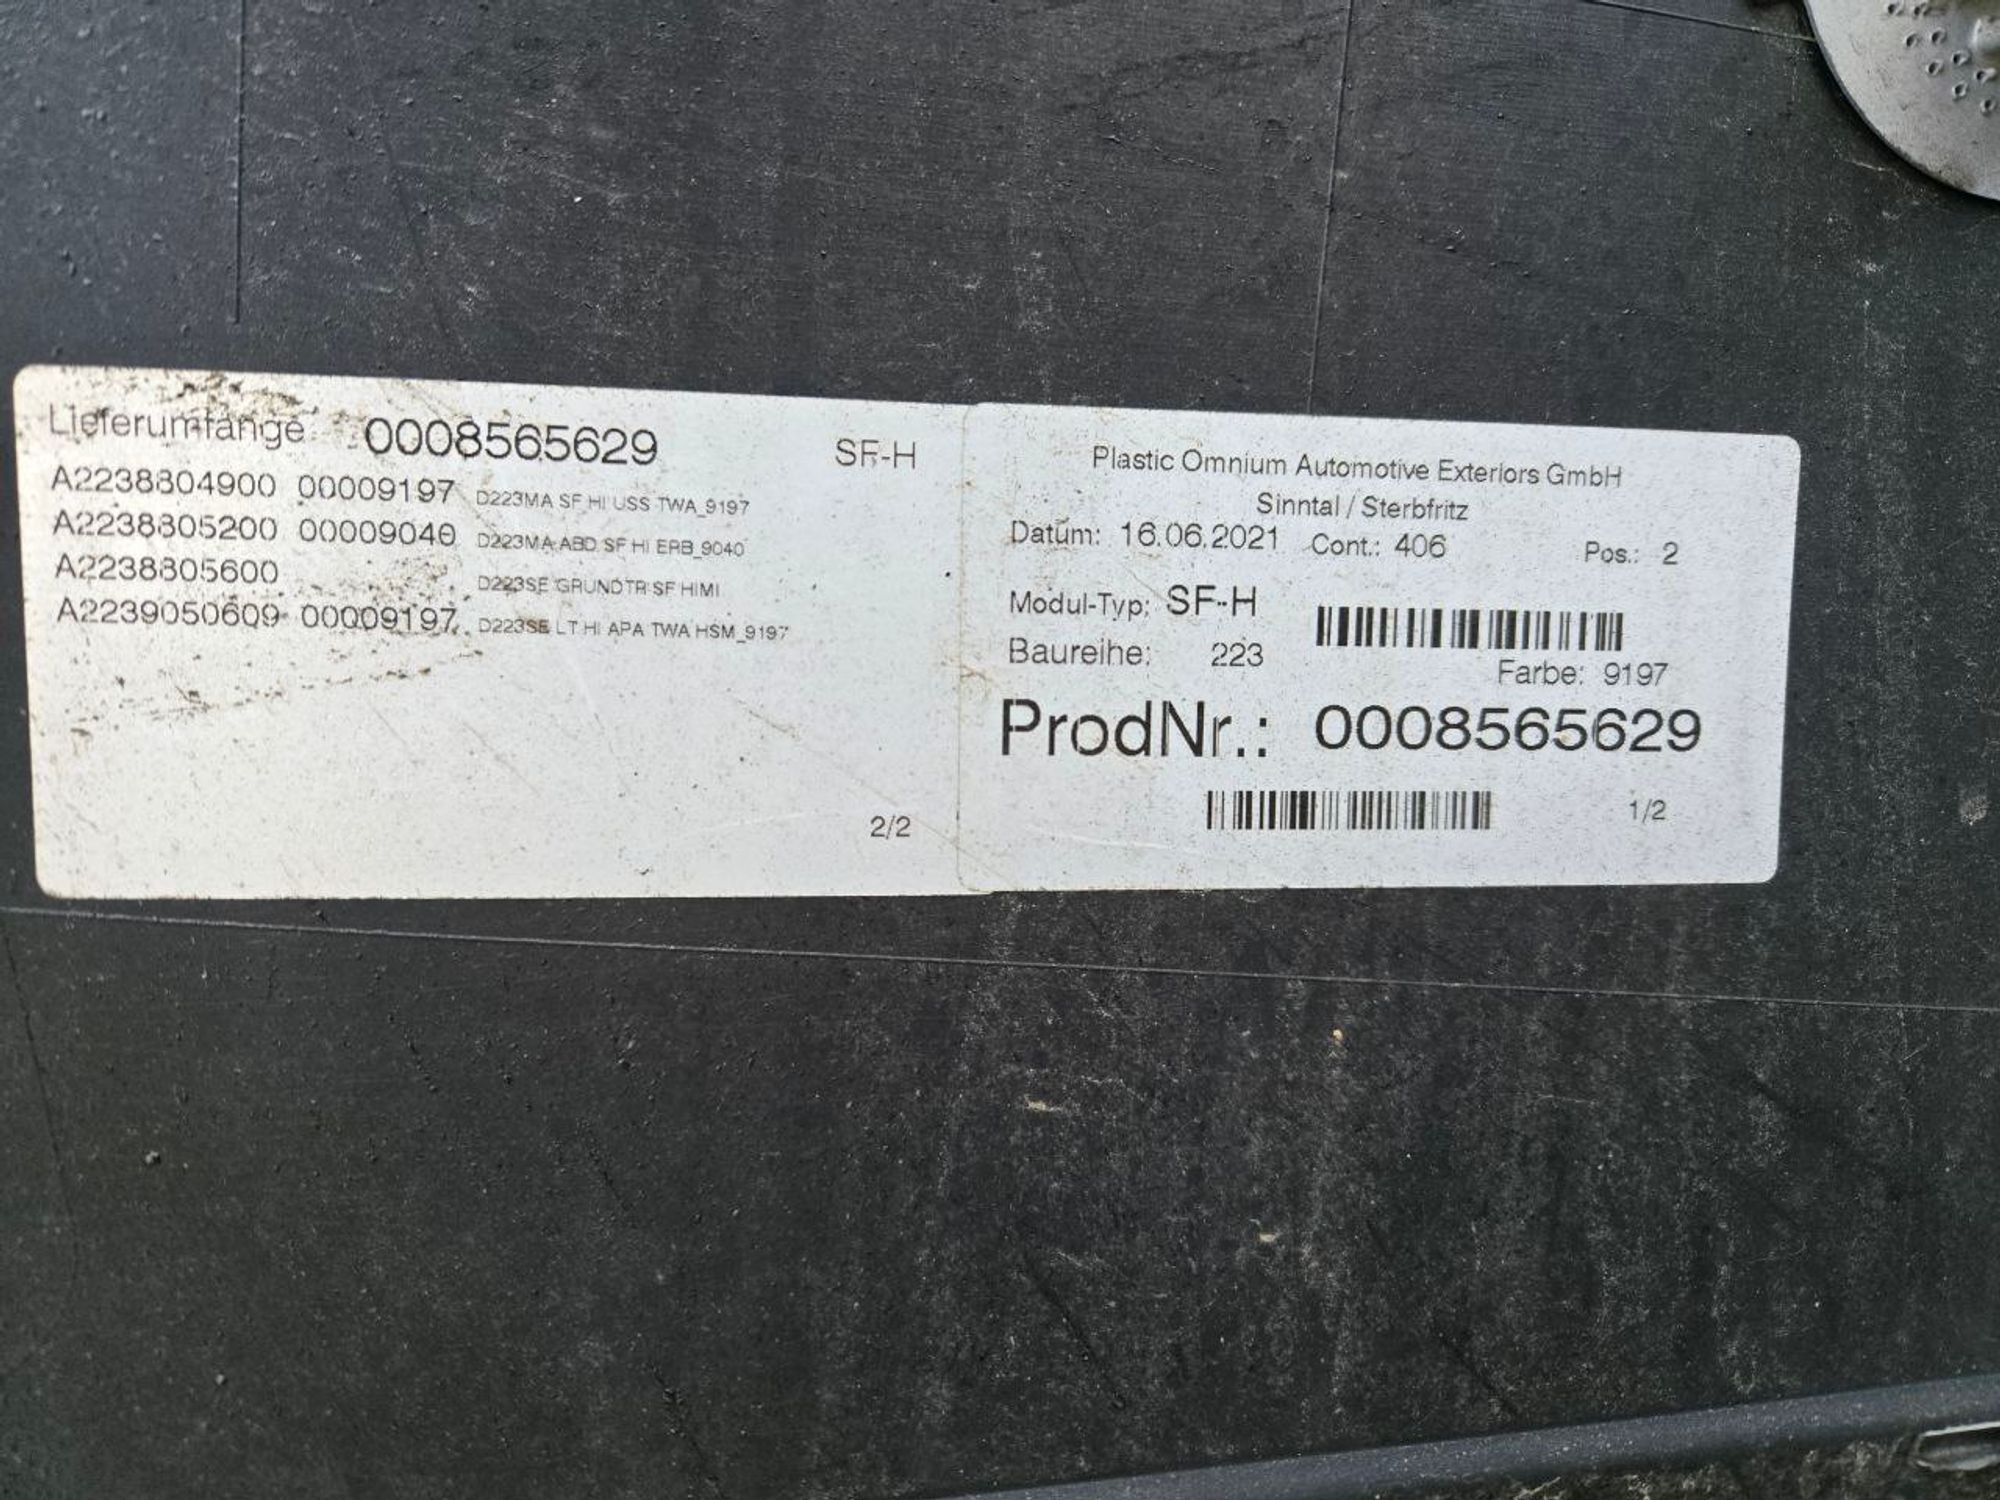 Lieferumfänge 0008565629 SF-H
A2238804900 00009197 D223MA SF HI USS TWA_9197
A2238805200 00009040 D223MA ABD SF HI ERB_9040
A2238805600 D223SE GRUNDTR SF HI MI
A2239050609 00009197 D223SE LT HI APA TWA HSM_9197
2/2
Plastic Omnium Automotive Exteriors GmbH
Sinntal / Sterbfritz
Datum: 16.06.2021 Cont.: 406 Pos.: 2
Modul-Typ: SF-H
Baureihe: 223
Farbe: 9197
ProdNr.: 0008565629
1/2